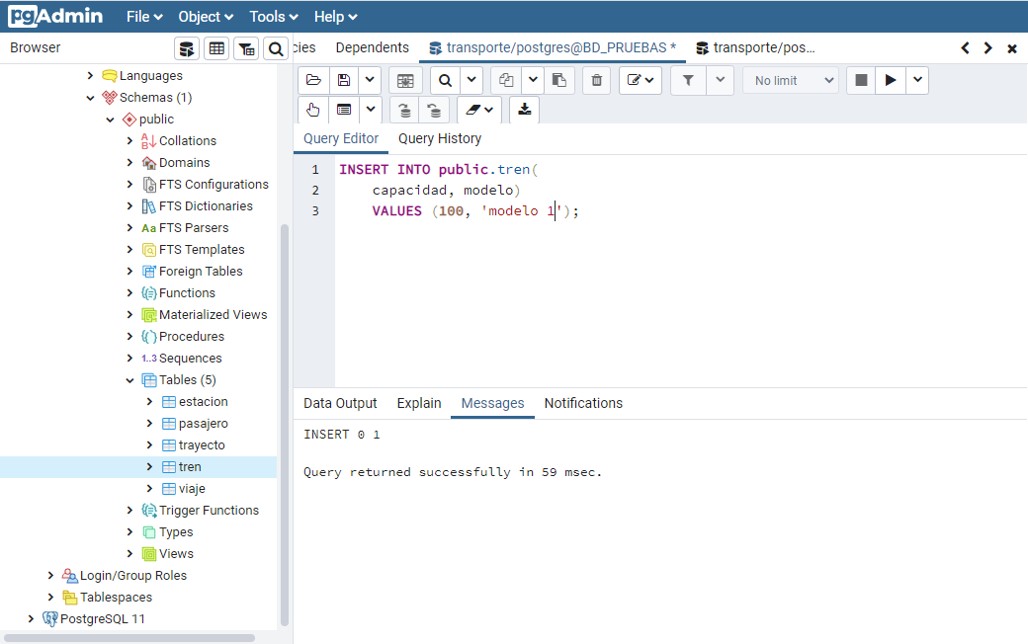 pgAdmin File Object Tools Help
Browser
cies Dependents transporte/postgres@BD_PRUEBAS * transporte/pos...
Languages
Schemas (1)
public
Collations
Domains
FTS Configurations
FTS Dictionaries
Aa FTS Parsers
FTS Templates
Foreign Tables
Functions
Materialized Views
Procedures
1..3 Sequences
Tables (5)
estacion
pasajero
trayecto
tren
viaje
Trigger Functions
Types
Views
Login/Group Roles
Tablespaces
PostgreSQL 11
No limit
Query Editor Query History
1 INSERT INTO public.tren(
2 capacidad, modelo)
3 VALUES (100, 'modelo 1');
Data Output Explain Messages Notifications
INSERT 0 1
Query returned successfully in 59 msec.